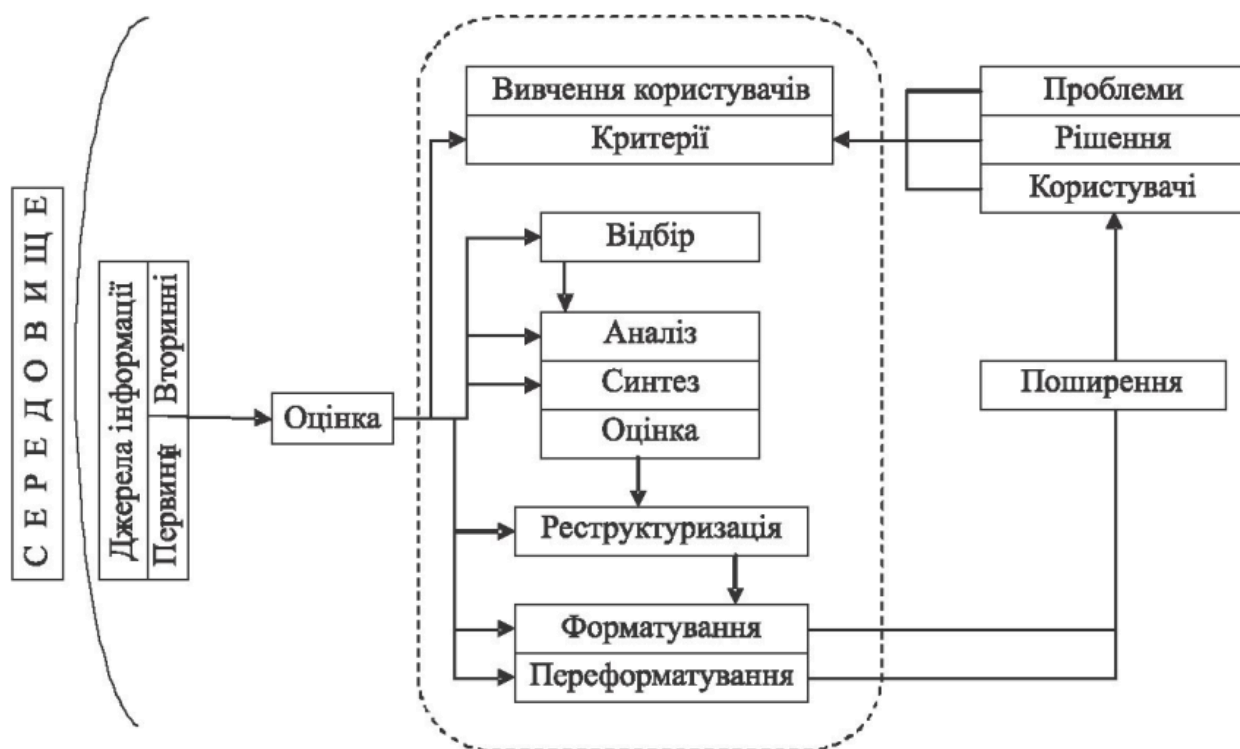 СЕРЕДОВИЩЕ
Джерела інформації
Первинні Вторинні
Оцінка
Вивчення користувачів
Критерії
Відбір
Аналіз
Синтез
Оцінка
Реструктуризація
Форматування
Переформатування
Проблеми
Рішення
Користувачі
Поширення